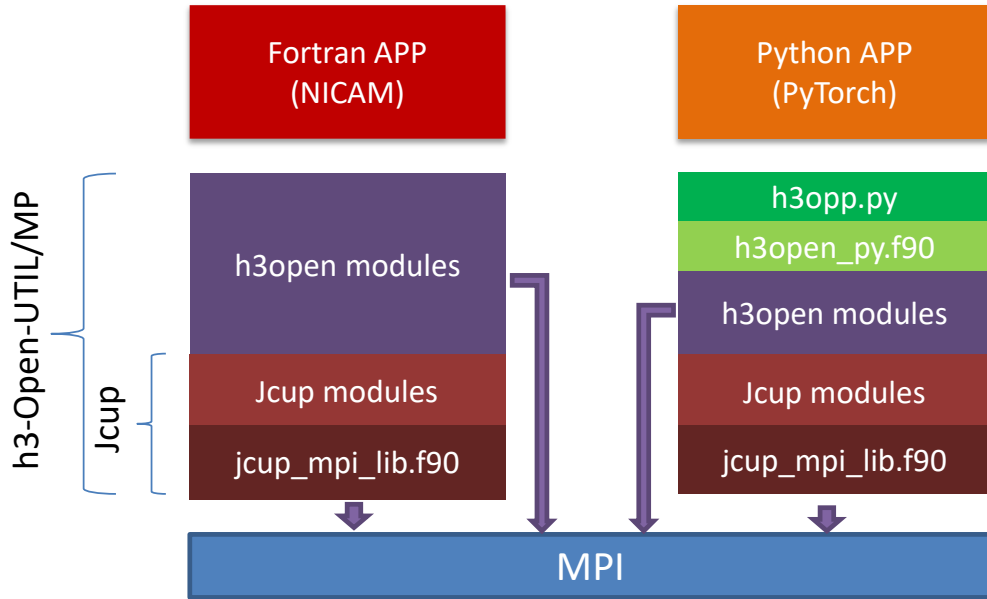 Fortran APP
(NICAM)
Python APP
(PyTorch)
h3-Open-UTIL/MP
Jcup
h3open modules
Jcup modules
jcup_mpi_lib.f90
h3opp.py
h3open_py.f90
h3open modules
Jcup modules
jcup_mpi_lib.f90
MPI